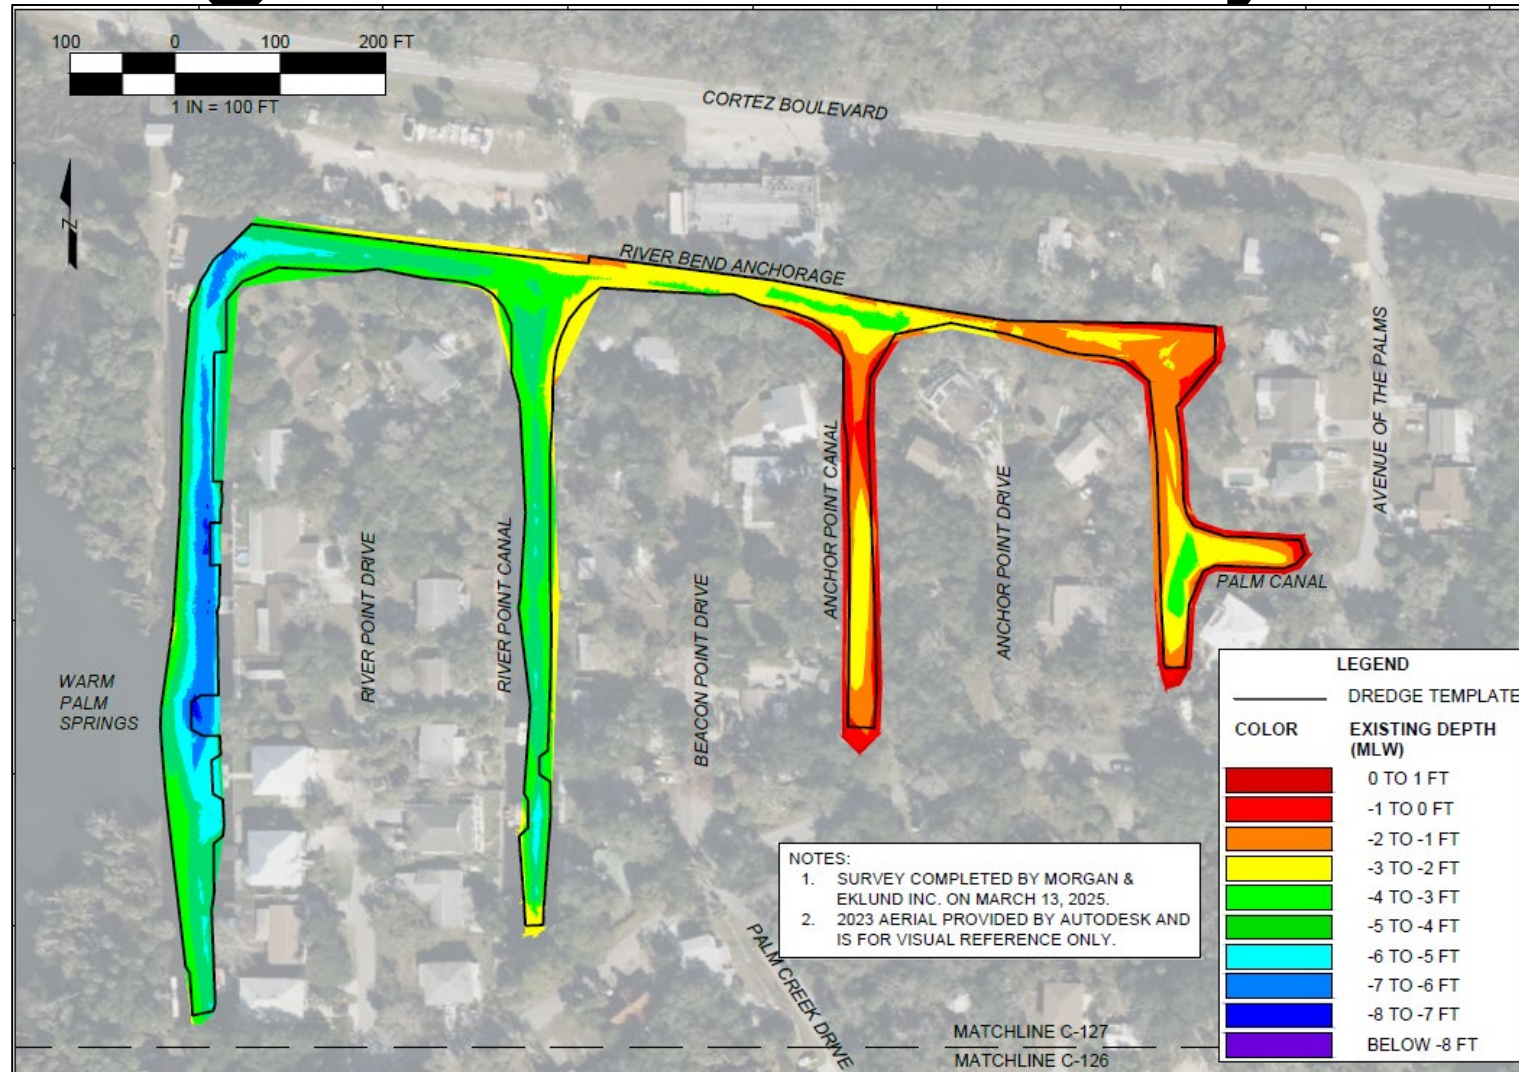 100 0 100 200 FT
1 IN = 100 FT
CORTEZ BOULEVARD
N
RIVER BEND ANCHORAGE
AVENUE OF THE PALMS
ANCHOR POINT CANAL
ANCHOR POINT DRIVE
RIVER POINT DRIVE
RIVER POINT CANAL
BEACON POINT DRIVE
PALM CANAL
WARM
PALM
SPRINGS
PALM CREEK DRIVE
NOTES:
1. SURVEY COMPLETED BY MORGAN &
EKLUND INC. ON MARCH 13, 2025.
2. 2023 AERIAL PROVIDED BY AUTODESK AND
IS FOR VISUAL REFERENCE ONLY.
MATCHLINE C-127
MATCHLINE C-126
LEGEND
DREDGE TEMPLATE
COLOR EXISTING DEPTH
(MLW)
0 TO 1 FT
-1 TO 0 FT
-2 TO -1 FT
-3 TO -2 FT
-4 TO -3 FT
-5 TO -4 FT
-6 TO -5 FT
-7 TO -6 FT
-8 TO -7 FT
BELOW -8 FT